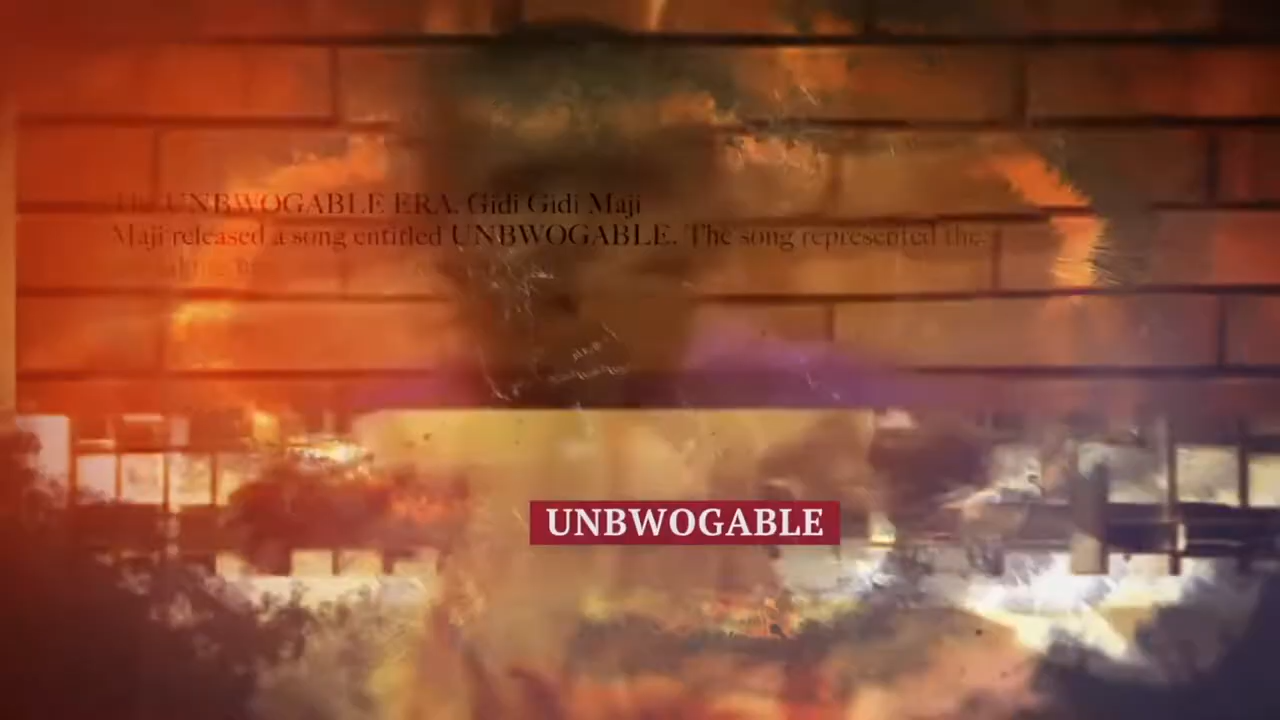 UNBWOGABLE ERA. Gidi Gidi Maji
Maji released a song entitled UNBWOGABLE. The song represented the
UNBWOGABLE